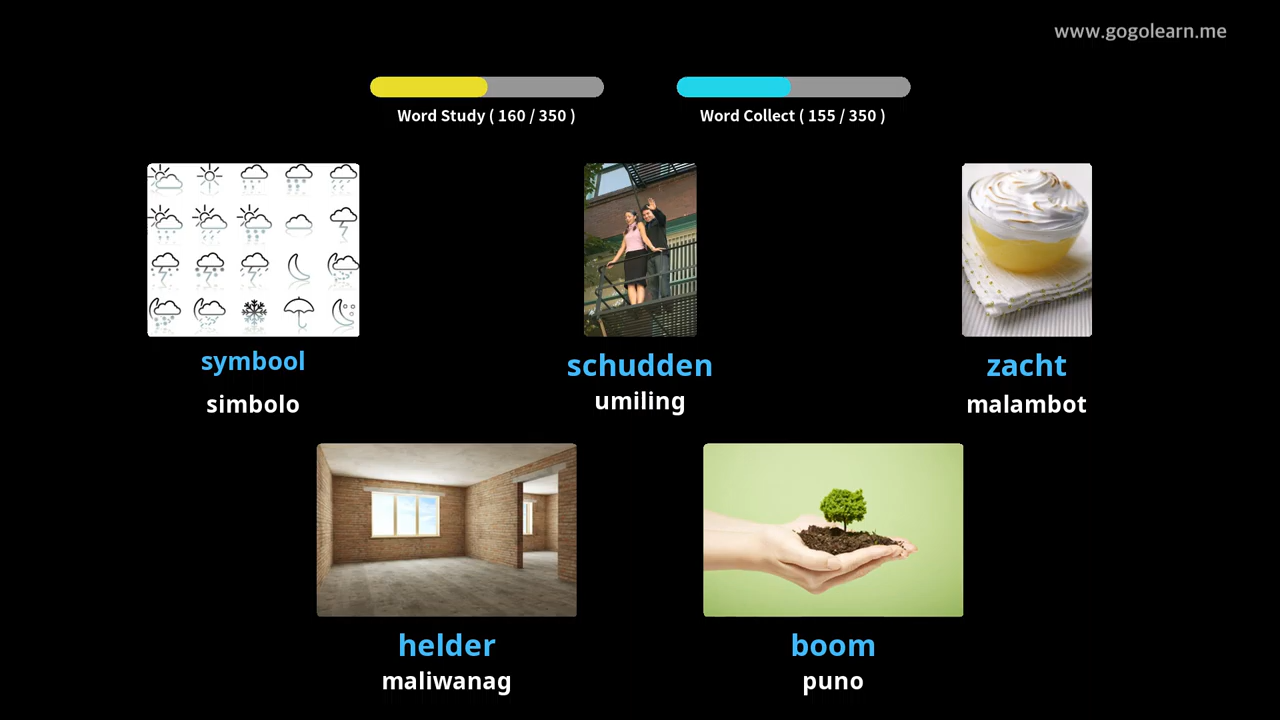 www.gogolearn.me
Word Study ( 160 / 350 )
Word Collect ( 155 / 350 )
symbool
simbolo
schudden
umiling
zacht
malambot
helder
maliwanag
boom
puno